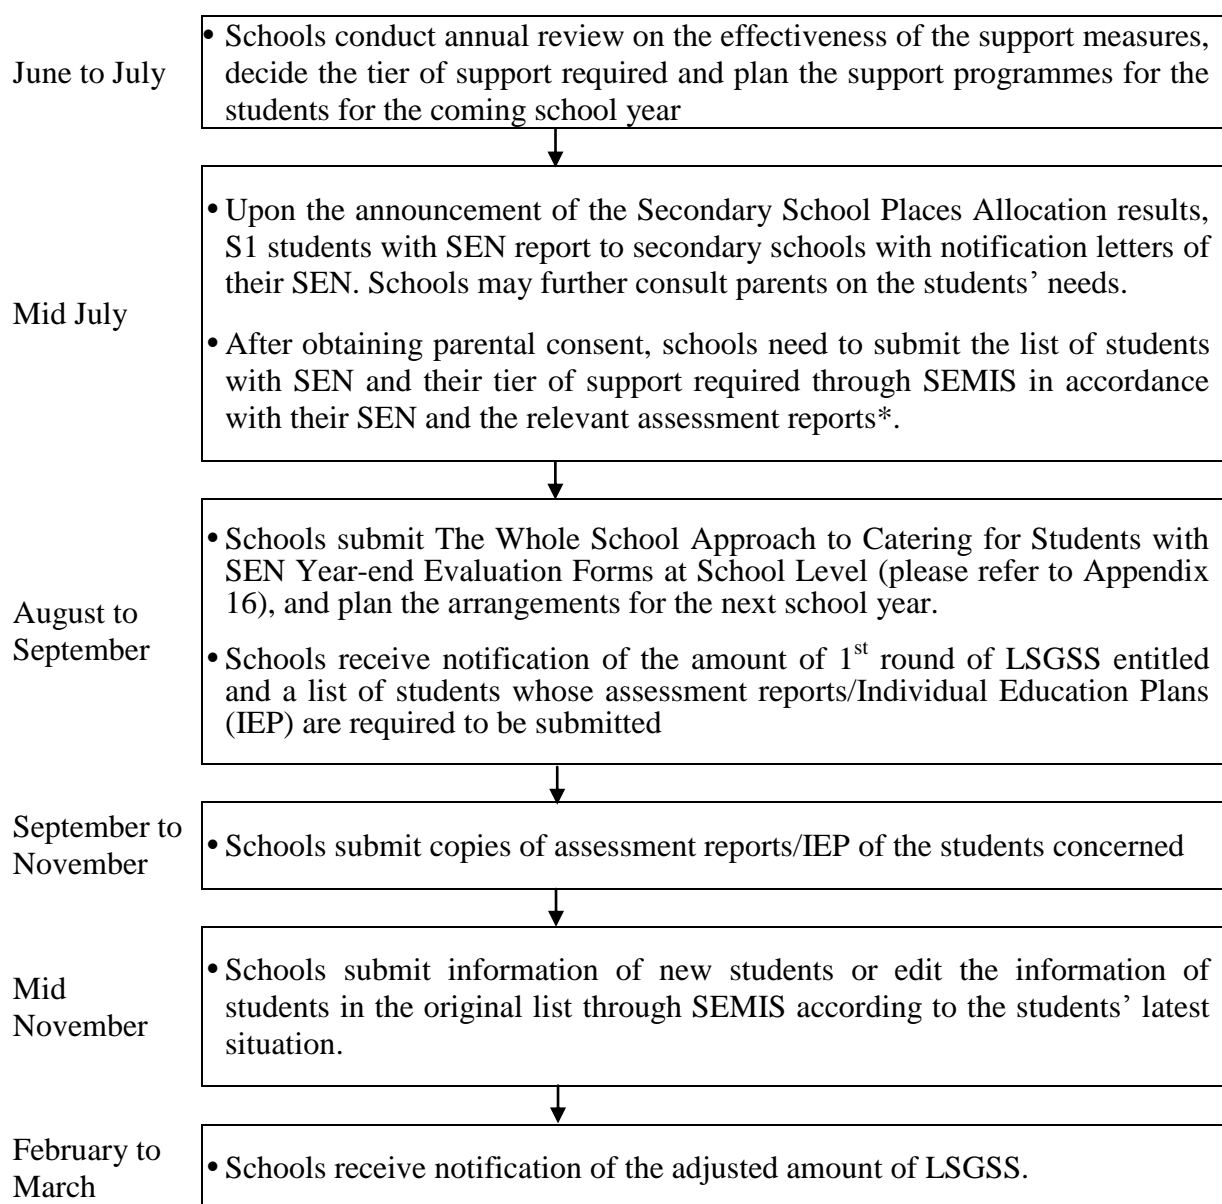 June to July
• Schools conduct annual review on the effectiveness of the support measures,
decide the tier of support required and plan the support programmes for the
students for the coming school year
Mid July
• Upon the announcement of the Secondary School Places Allocation results,
S1 students with SEN report to secondary schools with notification letters of
their SEN. Schools may further consult parents on the students’ needs.
• After obtaining parental consent, schools need to submit the list of students
with SEN and their tier of support required through SEMIS in accordance
with their SEN and the relevant assessment reports*.
August to
September
• Schools submit The Whole School Approach to Catering for Students with
SEN Year-end Evaluation Forms at School Level (please refer to Appendix
16), and plan the arrangements for the next school year.
• Schools receive notification of the amount of 1st round of LSGSS entitled
and a list of students whose assessment reports/Individual Education Plans
(IEP) are required to be submitted
September to
November
• Schools submit copies of assessment reports/IEP of the students concerned
Mid
November
• Schools submit information of new students or edit the information of
students in the original list through SEMIS according to the students’ latest
situation.
February to
March
• Schools receive notification of the adjusted amount of LSGSS.